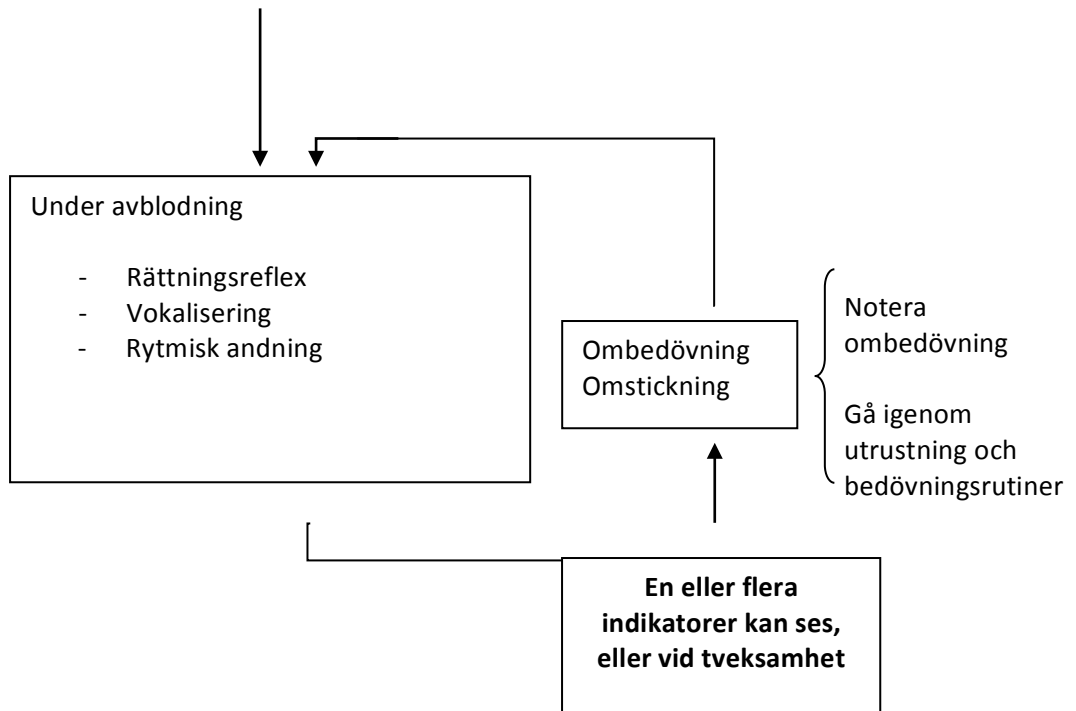 Under avblodning
- Rättningsreflex
- Vokalisering
- Rytmisk andning
Ombedövning
Omstickning
Notera
ombedövning
Gå igenom
utrustning och
bedövningsrutiner
En eller flera
indikatorer kan ses,
eller vid tveksamhet